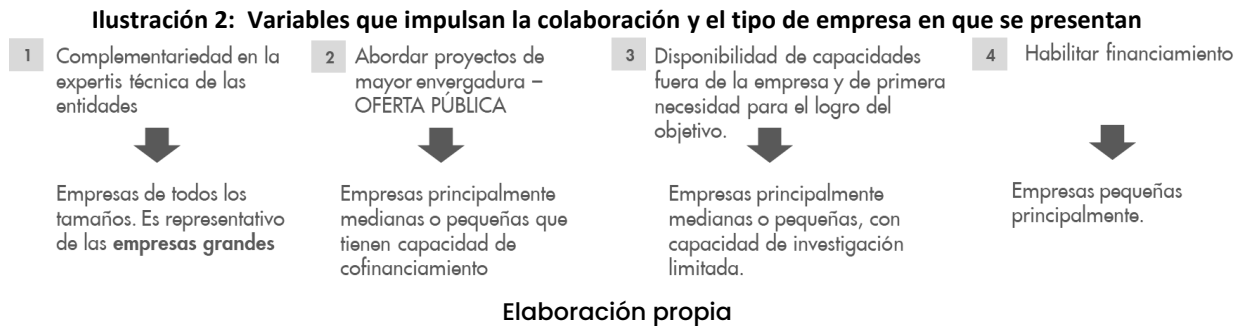 Ilustración 2: Variables que impulsan la colaboración y el tipo de empresa en que se presentan
1
Complementariedad en la
expertis técnica de las
entidades
Empresas de todos los
tamaños. Es representativo
de las empresas grandes
2
Abordar proyectos de
mayor envergadura –
OFERTA PÚBLICA
Empresas principalmente
medianas o pequeñas que
tienen capacidad de
cofinanciamiento
3
Disponibilidad de capacidades
fuera de la empresa y de primera
necesidad para el logro del
objetivo.
Empresas principalmente
medianas o pequeñas, con
capacidad de investigación
limitada.
4
Habilitar financiamiento
Empresas pequeñas
principalmente.
Elaboración propia